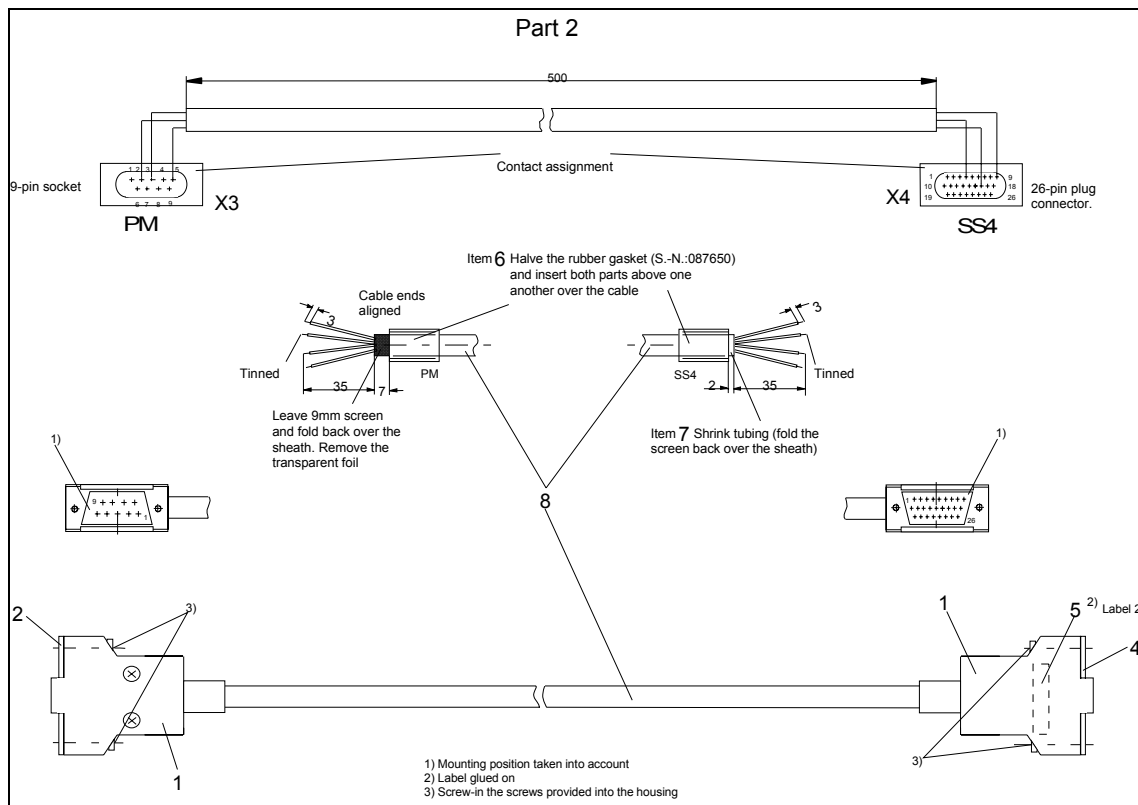 Part 2
500
1 2 3 4 5
6 7 8 9
9-pin socket
X3
PM
Contact assignment
1 9
10 18
19 26
X4
SS4
26-pin plug
connector.
Item 6 Halve the rubber gasket (S.-N.:087650)
and insert both parts above one
another over the cable
Cable ends
aligned
3
Tinned
35
7
PM
Leave 9mm screen
and fold back over the
sheath. Remove the
transparent foil
3
SS4
Tinned
2
35
Item 7 Shrink tubing (fold the
screen back over the sheath)
1)
9
1
8
1)
1
26
2
3)
1
1
5 2) Label 2
4
3)
1) Mounting position taken into account
2) Label glued on
3) Screw-in the screws provided into the housing